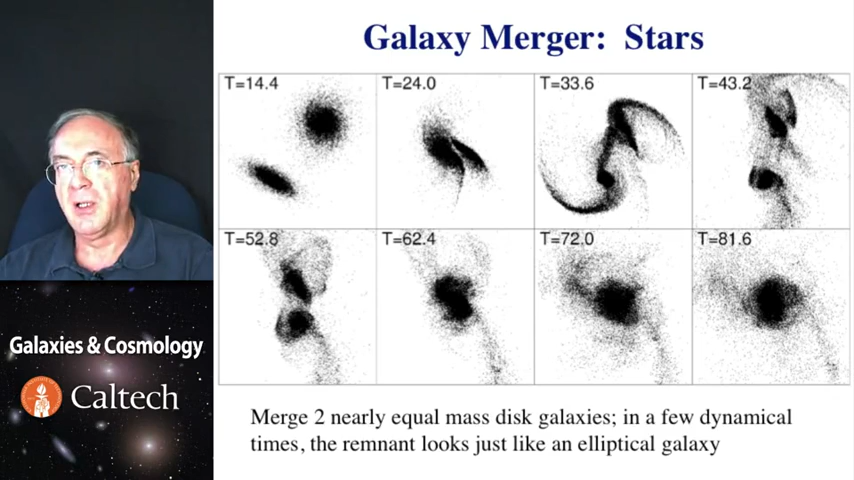 Galaxy Merger: Stars
T=14.4
T=24.0
T=33.6
T=43.2
T=52.8
T=62.4
T=72.0
T=81.6
Galaxies & Cosmology
Caltech
Merge 2 nearly equal mass disk galaxies; in a few dynamical
times, the remnant looks just like an elliptical galaxy